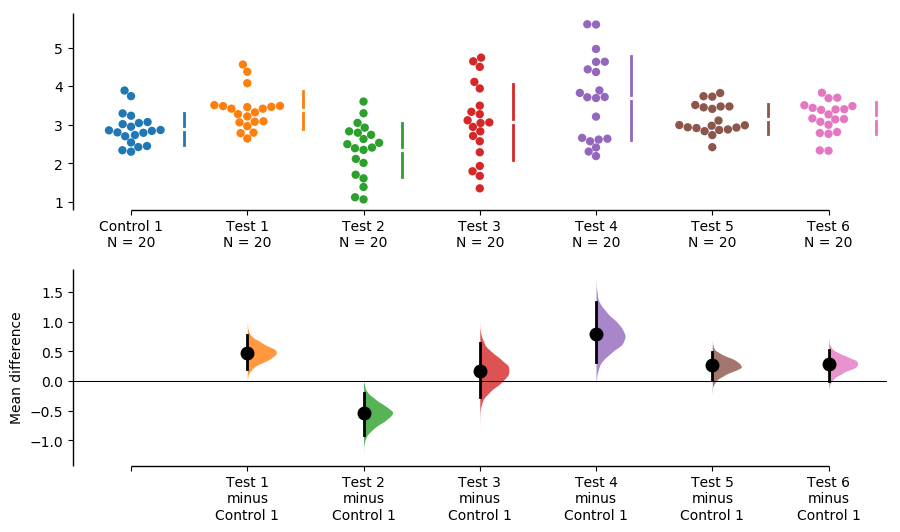 5
4
3
2
1
Control 1 Test 1 Test 2 Test 3 Test 4 Test 5 Test 6
N = 20 N = 20 N = 20 N = 20 N = 20 N = 20 N = 20
Mean difference
1.5
1.0
0.5
0.0
−0.5
−1.0
Test 1 Test 2 Test 3 Test 4 Test 5 Test 6
minus minus minus minus minus minus
Control 1 Control 1 Control 1 Control 1 Control 1 Control 1